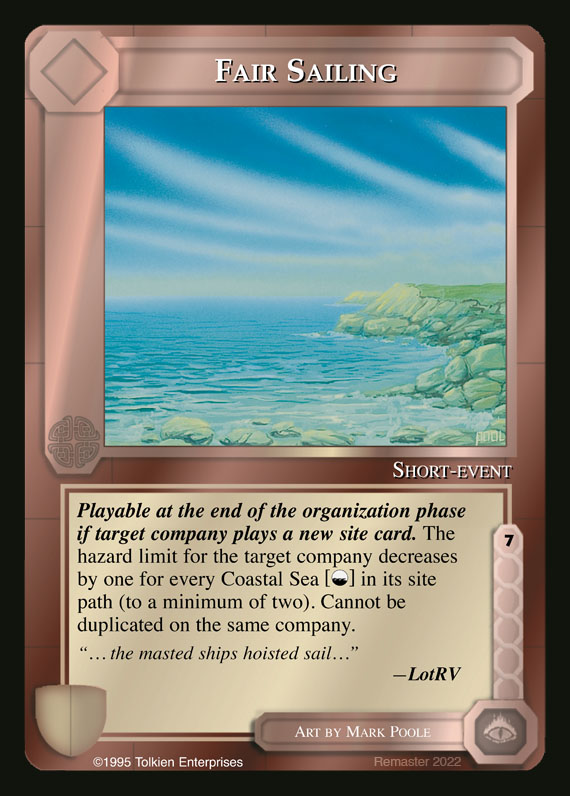 Fair Sailing
POOLE
Short-event
Playable at the end of the organization phase
if target company plays a new site card. The
hazard limit for the target company decreases
by one for every Coastal Sea [] in its site
path (to a minimum of two). Cannot be
duplicated on the same company.
“… the masted ships hoisted sail…”
—LotRV
7
Art by Mark Poole
©1995 Tolkien Enterprises
Remaster 2022